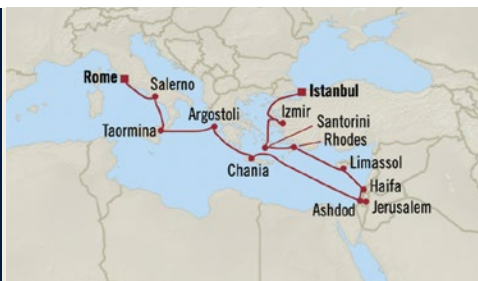 Rome
Salerno
Istanbul
Izmir
Argostoli
Santorini
Taormina
Rhodes
Chania
Limassol
Haifa
Ashdod
Jerusalem